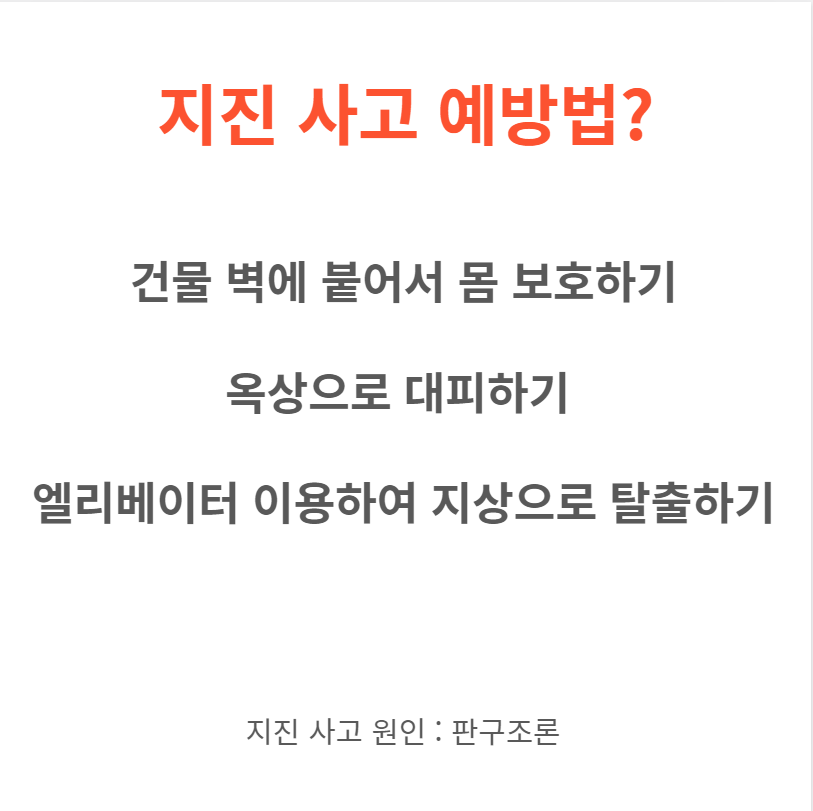 지진 사고 예방법?
건물 벽에 붙어서 몸 보호하기
옥상으로 대피하기
엘리베이터 이용하여 지상으로 탈출하기
지진 사고 원인 : 판구조론